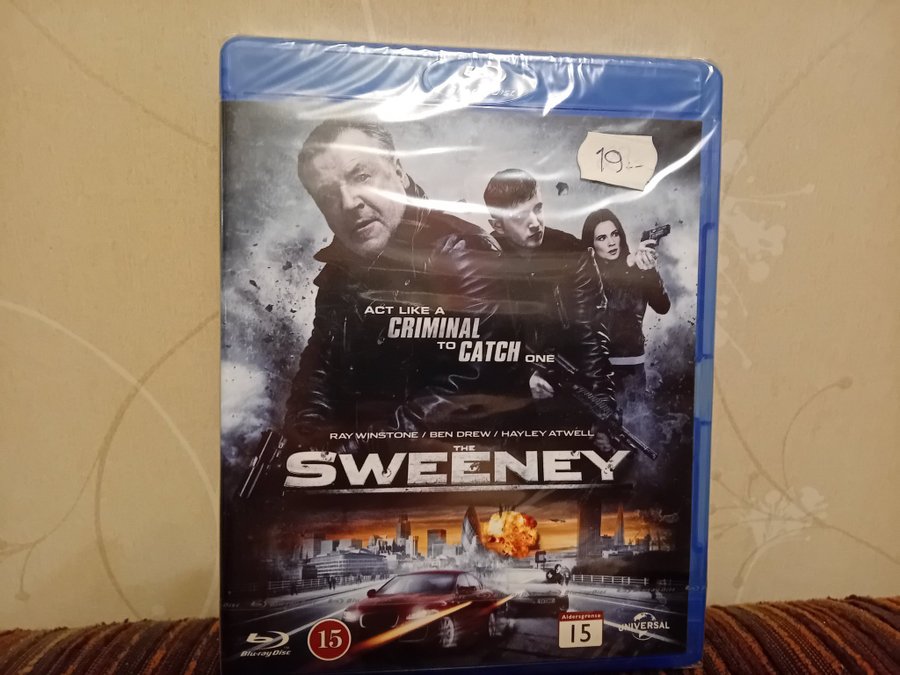 19.-
ACT LIKE A
CRIMINAL
TO CATCH ONE
RAY WINSTONE / BEN DREW / HAYLEY ATWELL
THE
SWEENEY
Blu-ray Disc
15
Aldersgrense
15
UNIVERSAL